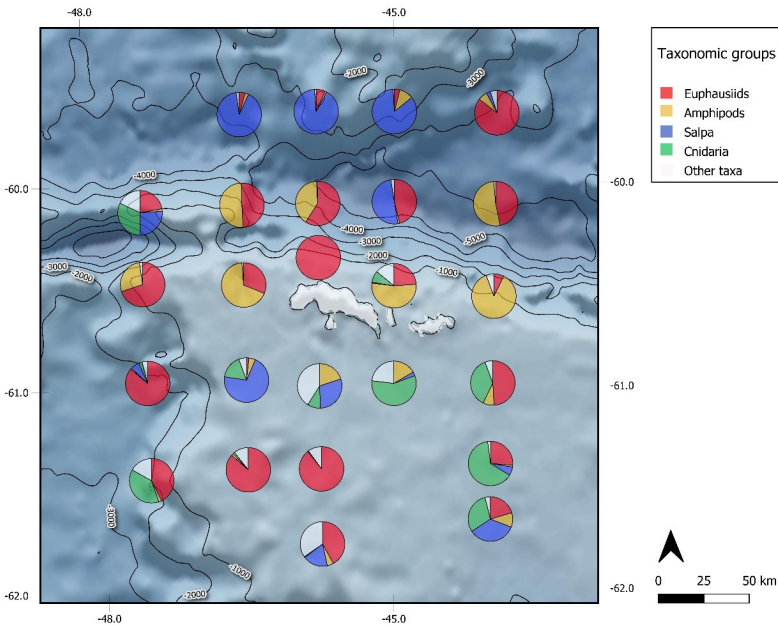 -48.0 -45.0
-2000
-3000
Taxonomic groups
Euphausiids
Amphipods
Salpa
Cnidaria
Other taxa
-4000
-60.0 -60.0
-4000
-5000
-3000
-3000
-2000
-1000
-2000
-61.0 -61.0
-3000
-1000
-2000
0 25 50 km
-62.0 -62.0
-48.0 -45.0